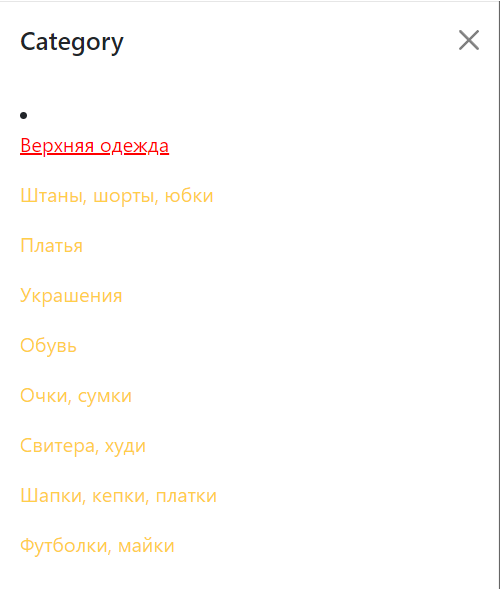 Category
Верхняя одежда
Штаны, шорты, юбки
Платья
Украшения
Обувь
Очки, сумки
Свитера, худи
Шапки, кепки, платки
Футболки, майки